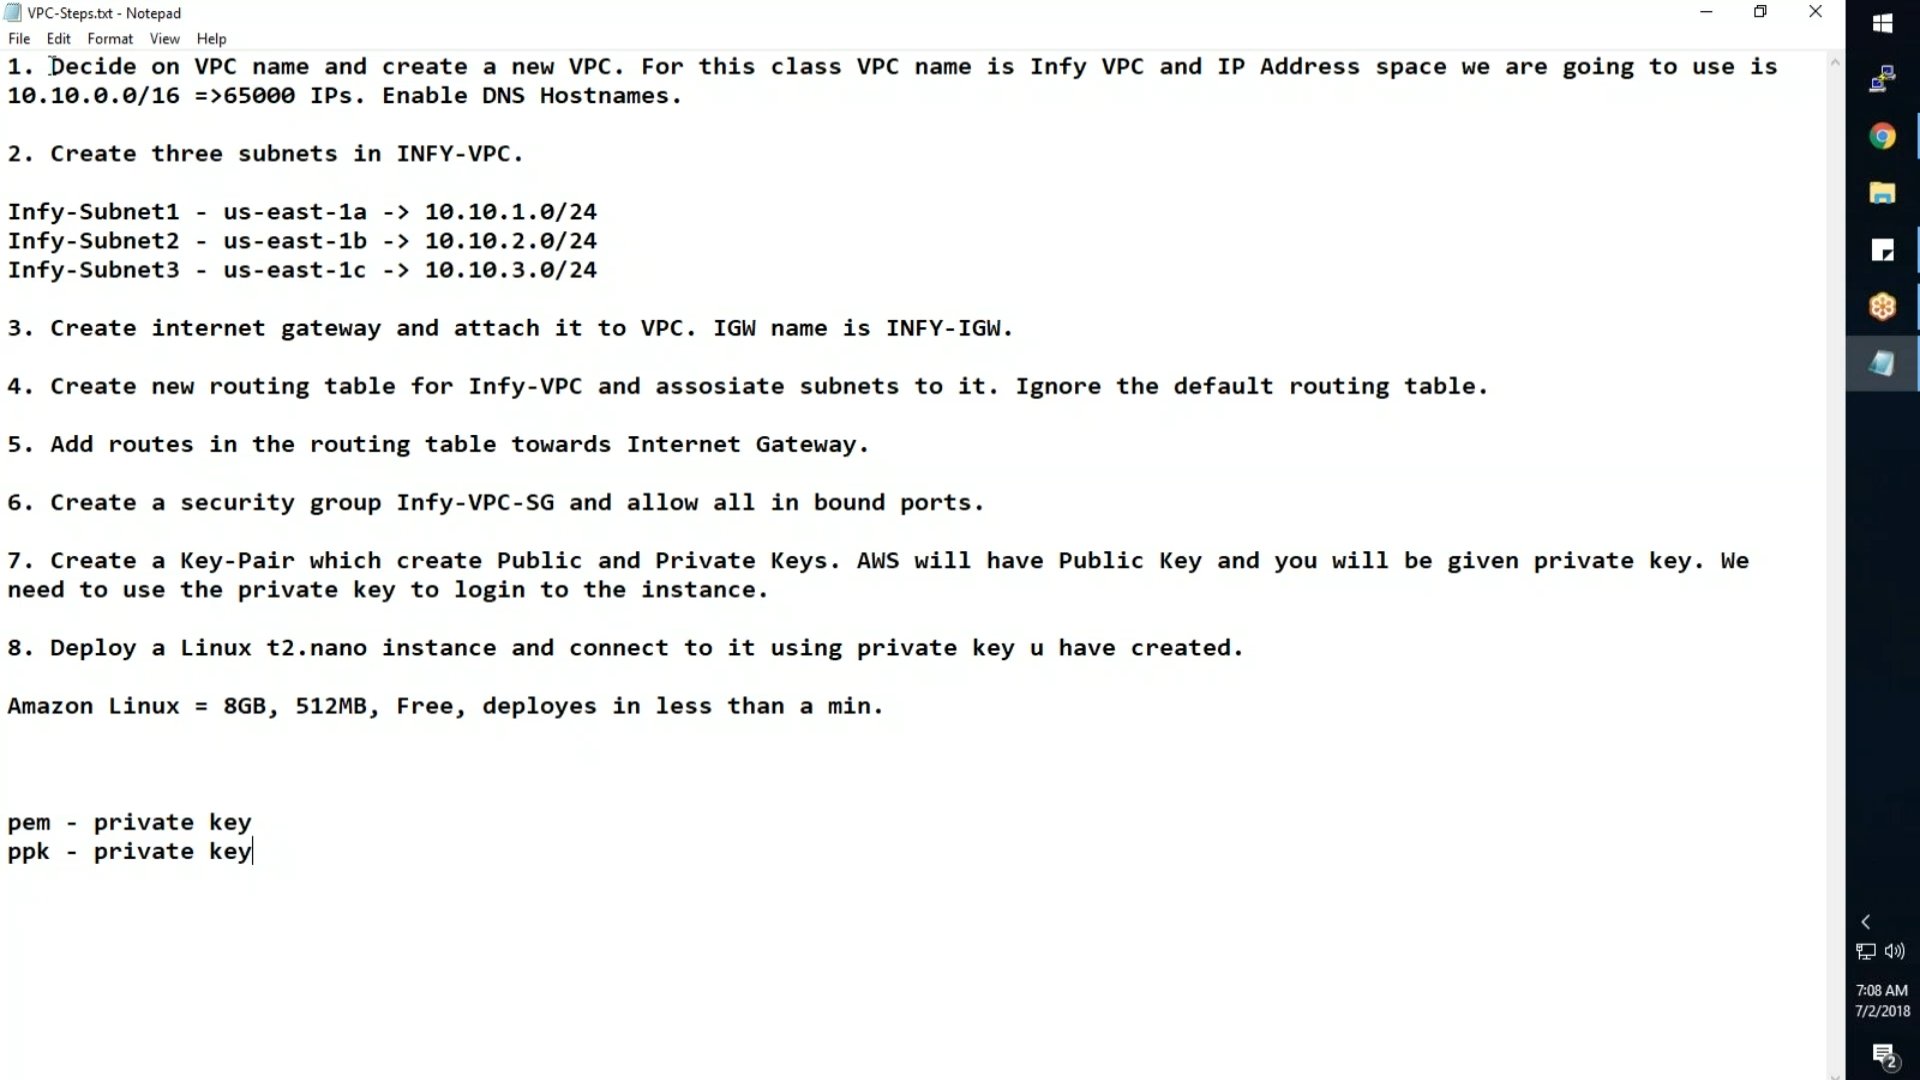 VPC-Steps.txt - Notepad
File Edit Format View Help
1. Decide on VPC name and create a new VPC. For this class VPC name is Infy VPC and IP Address space we are going to use is
10.10.0.0/16 =>65000 IPs. Enable DNS Hostnames.
2. Create three subnets in INFY-VPC.
Infy-Subnet1 - us-east-1a -> 10.10.1.0/24
Infy-Subnet2 - us-east-1b -> 10.10.2.0/24
Infy-Subnet3 - us-east-1c -> 10.10.3.0/24
3. Create internet gateway and attach it to VPC. IGW name is INFY-IGW.
4. Create new routing table for Infy-VPC and assosiate subnets to it. Ignore the default routing table.
5. Add routes in the routing table towards Internet Gateway.
6. Create a security group Infy-VPC-SG and allow all in bound ports.
7. Create a Key-Pair which create Public and Private Keys. AWS will have Public Key and you will be given private key. We
need to use the private key to login to the instance.
8. Deploy a Linux t2.nano instance and connect to it using private key u have created.
Amazon Linux = 8GB, 512MB, Free, deployes in less than a min.
pem - private key
ppk - private key
7:08 AM
7/2/2018
2